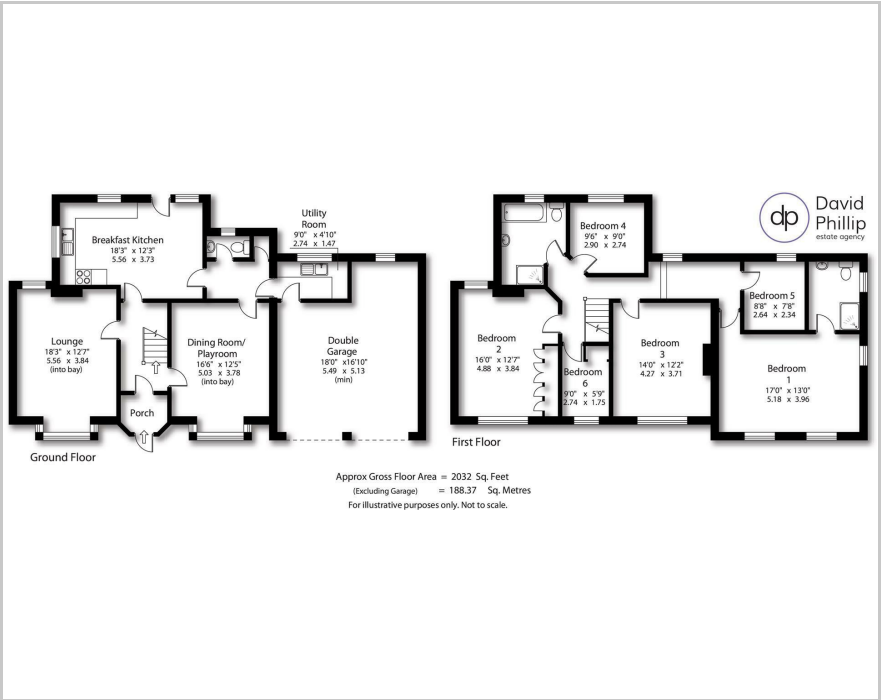 Utility
Room
9'0" x 4'10"
2.74 x 1.47
Breakfast Kitchen
18'3" x 12'3"
5.56 x 3.73
Lounge
18'3" x 12'7"
5.56 x 3.84
(into bay)
Dining Room/
Playroom
16'6" x 12'5"
5.03 x 3.78
(into bay)
Double
Garage
18'0" x16'10"
5.49 x 5.13
(min)
Porch
Ground Floor
dp
David
Phillip
estate agency
Bedroom 4
9'6" x 9'0"
2.90 x 2.74
Bedroom 5
8'8" x 7'8"
2.64 x 2.34
Bedroom
2
16'0" x 12'7"
4.88 x 3.84
Bedroom
3
14'0" x 12'2"
4.27 x 3.71
Bedroom
6
9'0" x 5'9"
2.74 x 1.75
Bedroom
1
17'0" x 13'0"
5.18 x 3.96
First Floor
Approx Gross Floor Area = 2032 Sq. Feet
(Excluding Garage) = 188.37 Sq. Metres
For illustrative purposes only. Not to scale.